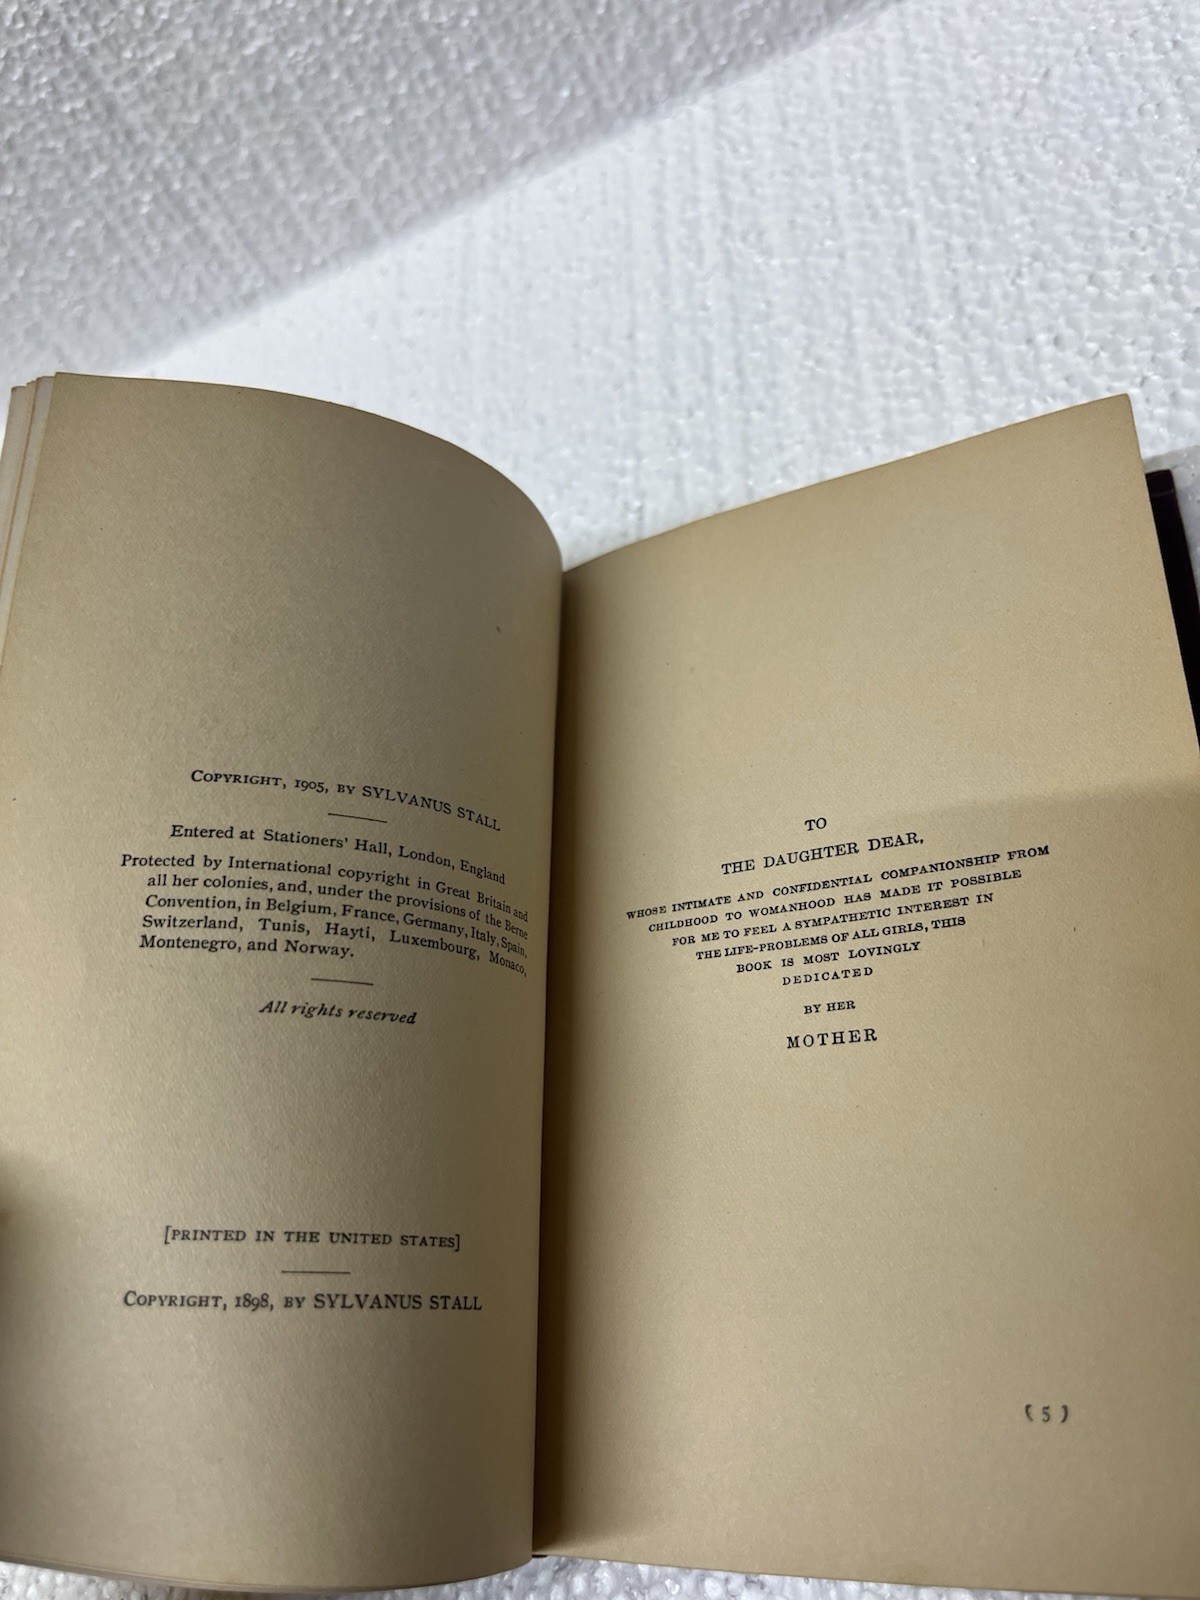 COPYRIGHT, 1905, BY SYLVANUS STALL
Entered at Stationers' Hall, London, England
Protected by International copyright in Great Britain and
all her colonies, and, under the provisions of the Berne
Convention, in Belgium, France, Germany, Italy, Spain,
Switzerland, Tunis, Hayti, Luxembourg, Monaco,
Montenegro, and Norway.
All rights reserved
[PRINTED IN THE UNITED STATES]
COPYRIGHT, 1898, BY SYLVANUS STALL
TO
THE DAUGHTER DEAR,
WHOSE INTIMATE AND CONFIDENTIAL COMPANIONSHIP FROM
CHILDHOOD TO WOMANHOOD HAS MADE IT POSSIBLE
FOR ME TO FEEL A SYMPATHETIC INTEREST IN
THE LIFE-PROBLEMS OF ALL GIRLS, THIS
BOOK IS MOST LOVINGLY
DEDICATED
BY HER
MOTHER
(5)